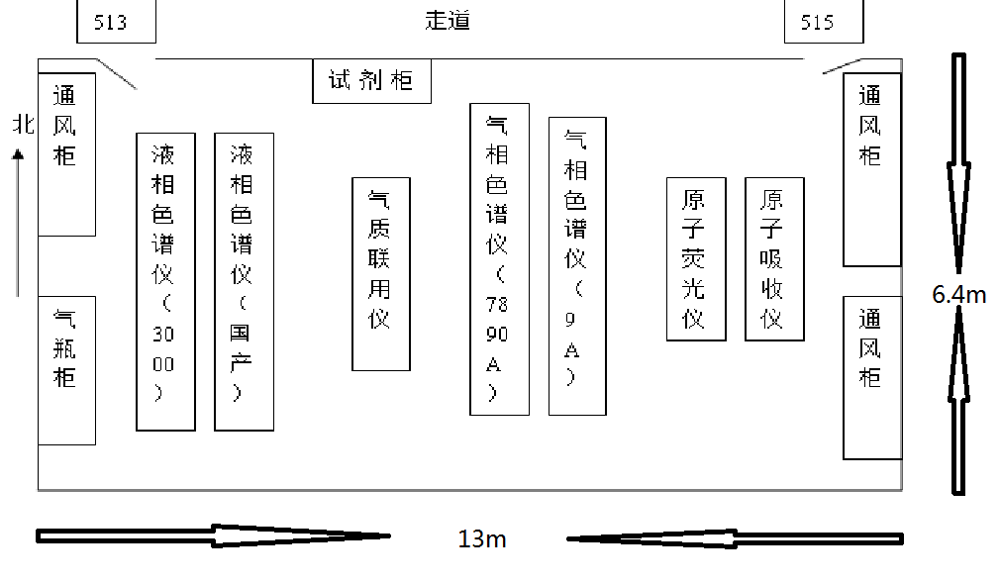 513
走道
515
试剂柜
北
通风柜
气瓶柜
液相色谱仪（3000）
液相色谱仪（国产）
气质联用仪
气相色谱仪（7890A）
气相色谱仪（9A）
原子荧光仪
原子吸收仪
通风柜
通风柜
6.4m
13m